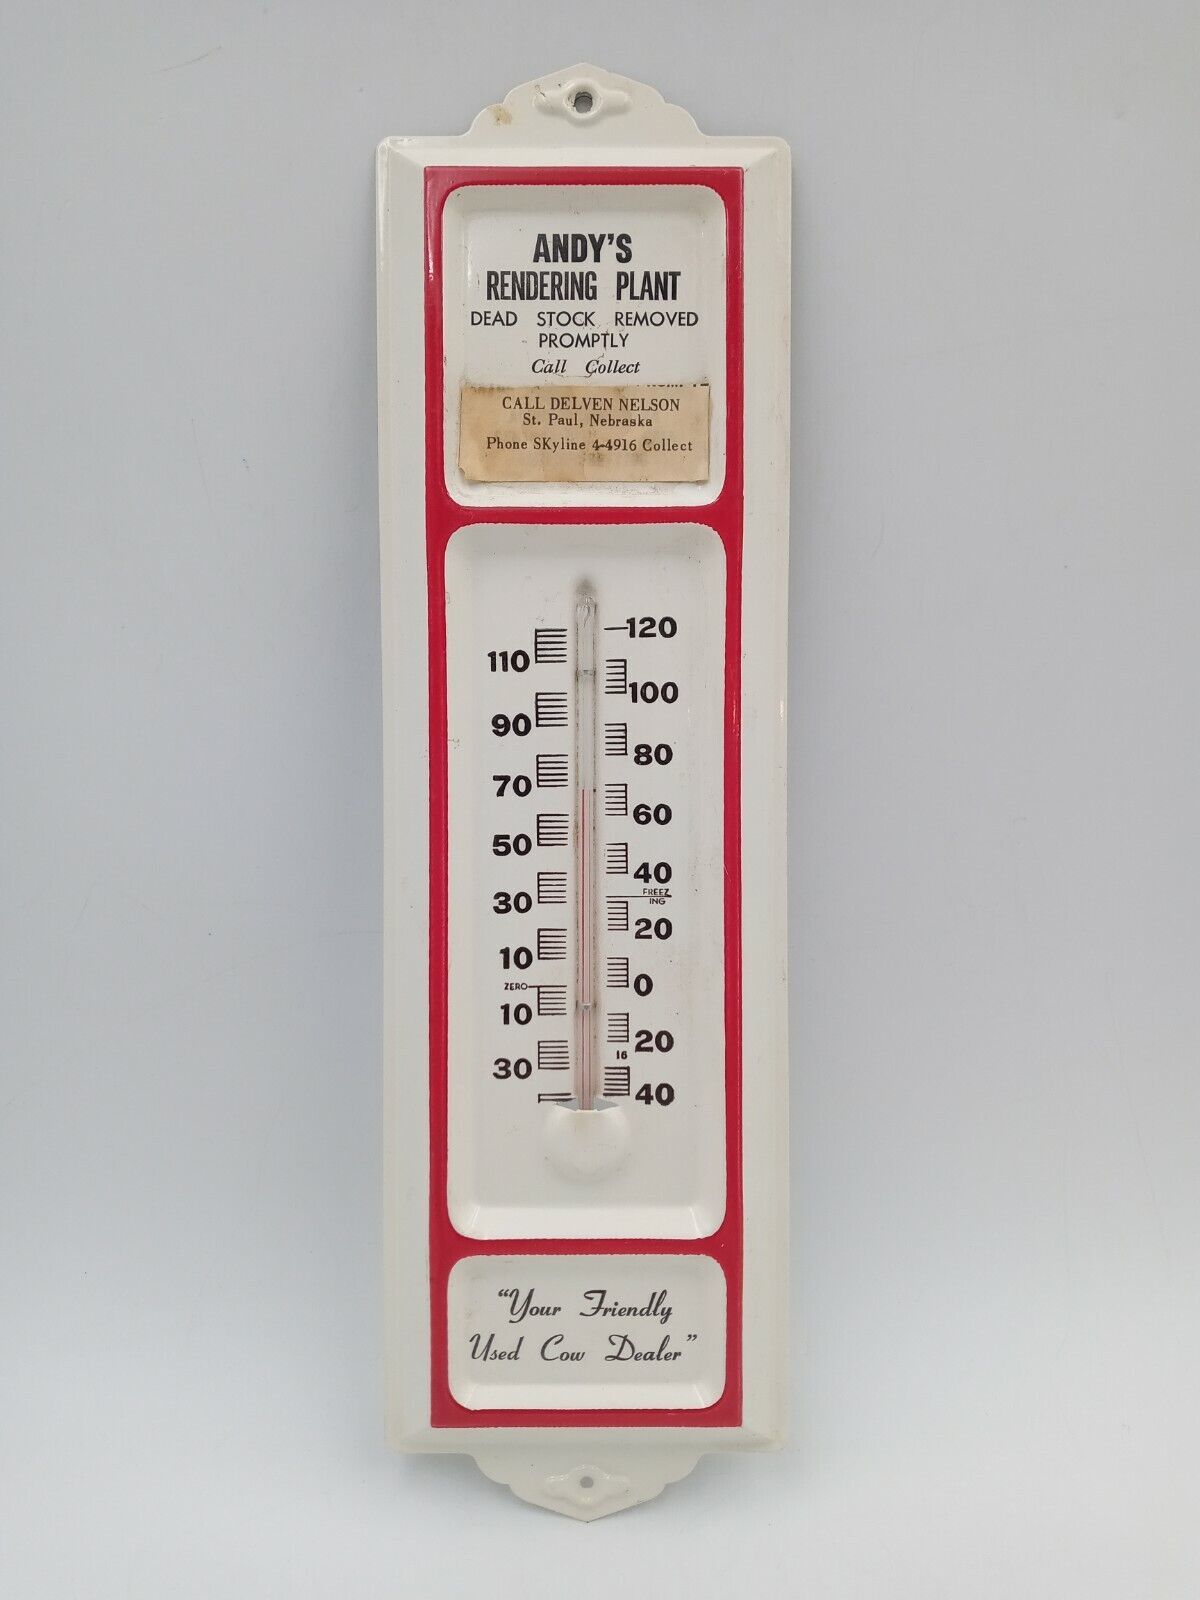 ANDY'S
RENDERING PLANT
DEAD STOCK REMOVED
PROMPTLY
Call Collect
CALL DELVEN NELSON
St. Paul, Nebraska
Phone SKyline 4-4916 Collect
120
110
100
90
80
70
60
50
40
FREEZ
ING
30
20
10
0
ZERO
10
20
16
30
40
“Your Friendly
Used Cow Dealer”